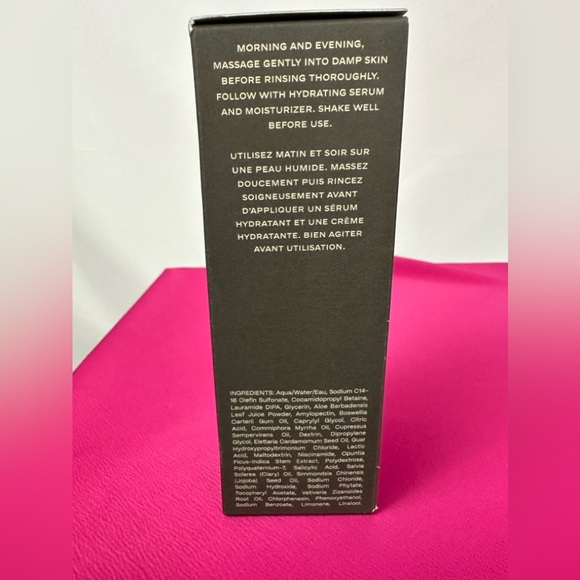 MORNING AND EVENING,
MASSAGE GENTLY INTO DAMP SKIN
BEFORE RINSING THOROUGHLY.
FOLLOW WITH HYDRATING SERUM
AND MOISTURIZER. SHAKE WELL
BEFORE USE.
UTILISEZ MATIN ET SOIR SUR
UNE PEAU HUMIDE. MASSEZ
DOUCEMENT PUIS RINCEZ
SOIGNEUSEMENT AVANT
D'APPLIQUER UN SÉRUM
HYDRATANT ET UNE CRÈME
HYDRATANTE. BIEN AGITER
AVANT UTILISATION.
INGREDIENTS: Aqua/Water/Eau, Sodium C14-
16 Olefin Sulfonate, Cocamidopropyl Betaine,
Lauramide DIPA, Glycerin, Aloe Barbadensis
Leaf Juice Powder, Amylopectin, Boswellia
Carterii Gum Oil, Caprylyl Glycol, Citric
Acid, Commiphora Myrrha Oil, Cupressus
Sempervirens Oil, Dextrin, Dipropylene
Glycol, Elettaria Cardamomum Seed Oil, Guar
Hydroxypropyltrimonium Chloride, Lactic
Acid, Maltodextrin, Niacinamide, Opuntia
Ficus-Indica Stem Extract, Polydextrose,
Polyquaternium-7, Salicylic Acid, Salvia
Sclarea (Clary) Oil, Simmondsia Chinensis
(Jojoba) Seed Oil, Sodium Chloride,
Sodium Hydroxide, Sodium Phytate,
Tocopheryl Acetate, Vetiveria Zizanoides
Root Oil, Chlorphenesin, Phenoxyethanol,
Sodium Benzoate, Limonene, Linalool.